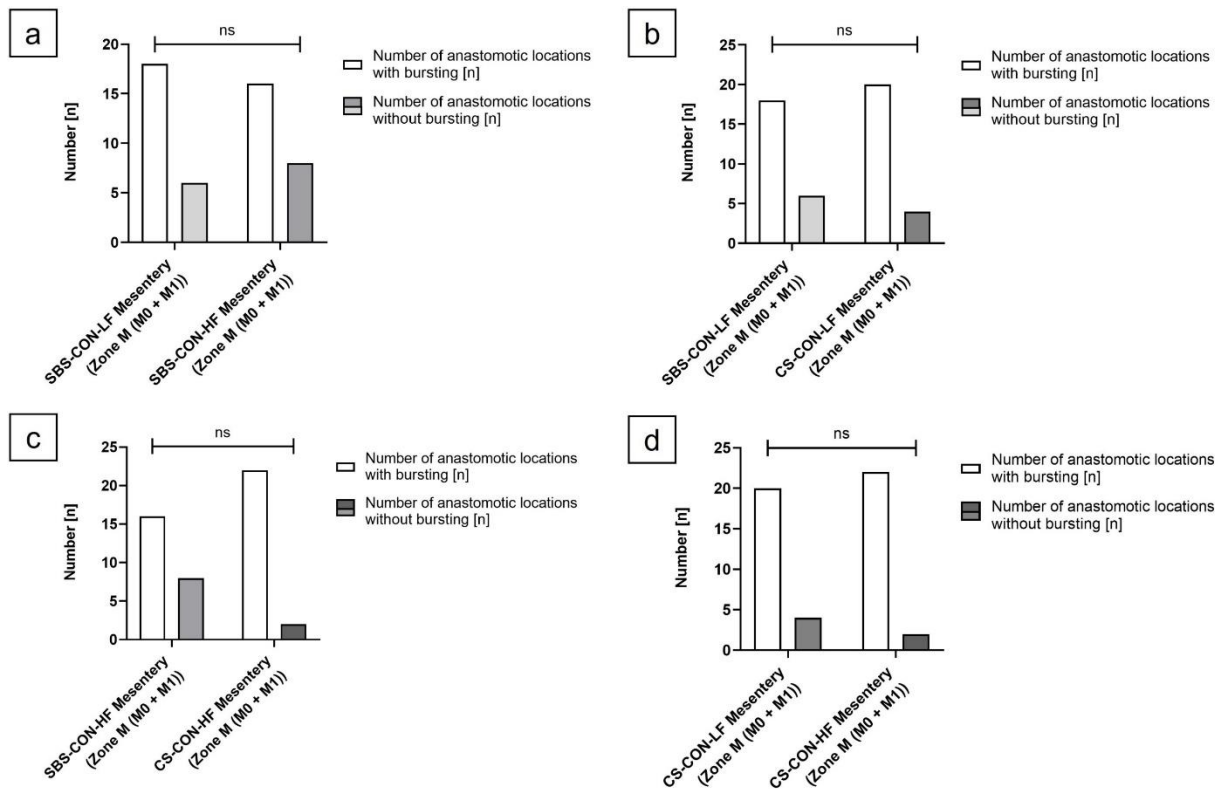 a
ns
20
15
10
5
0
Number [n]
SBS-CON-LF Mesentery
(Zone M (M0 + M1))
SBS-CON-HF Mesentery
(Zone M (M0 + M1))
Number of anastomotic locations
with bursting [n]
Number of anastomotic locations
without bursting [n]
b
ns
25
20
15
10
5
0
Number [n]
SBS-CON-LF Mesentery
(Zone M (M0 + M1))
CS-CON-LF Mesentery
(Zone M (M0 + M1))
Number of anastomotic locations
with bursting [n]
Number of anastomotic locations
without bursting [n]
c
ns
25
20
15
10
5
0
Number [n]
SBS-CON-HF Mesentery
(Zone M (M0 + M1))
CS-CON-HF Mesentery
(Zone M (M0 + M1))
Number of anastomotic locations
with bursting [n]
Number of anastomotic locations
without bursting [n]
d
ns
25
20
15
10
5
0
Number [n]
CS-CON-LF Mesentery
(Zone M (M0 + M1))
CS-CON-HF Mesentery
(Zone M (M0 + M1))
Number of anastomotic locations
with bursting [n]
Number of anastomotic locations
without bursting [n]